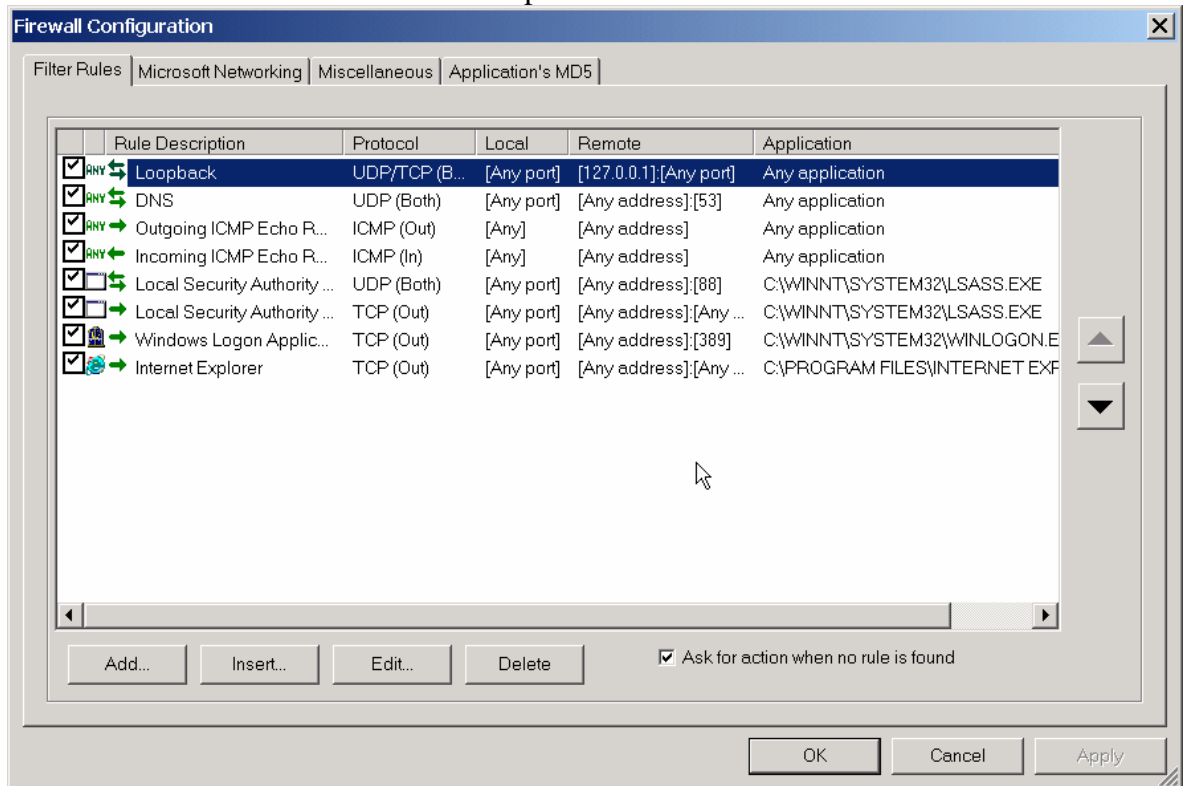 Firewall Configuration
Filter Rules Microsoft Networking Miscellaneous Application's MD5
Rule Description Protocol Local Remote Application
ANY Loopback UDP/TCP (B... [Any port] [127.0.0.1]:[Any port] Any application
ANY DNS UDP (Both) [Any port] [Any address]:[53] Any application
ANY Outgoing ICMP Echo R... ICMP (Out) [Any] [Any address] Any application
ANY Incoming ICMP Echo R... ICMP (In) [Any] [Any address] Any application
Local Security Authority ... UDP (Both) [Any port] [Any address]:[88] C:\WINNT\SYSTEM32\LSASS.EXE
Local Security Authority ... TCP (Out) [Any port] [Any address]:[Any ... C:\WINNT\SYSTEM32\LSASS.EXE
Windows Logon Applic... TCP (Out) [Any port] [Any address]:[389] C:\WINNT\SYSTEM32\WINLOGON.E
Internet Explorer TCP (Out) [Any port] [Any address]:[Any ... C:\PROGRAM FILES\INTERNET EXP
Add... Insert... Edit... Delete Ask for action when no rule is found
OK Cancel Apply